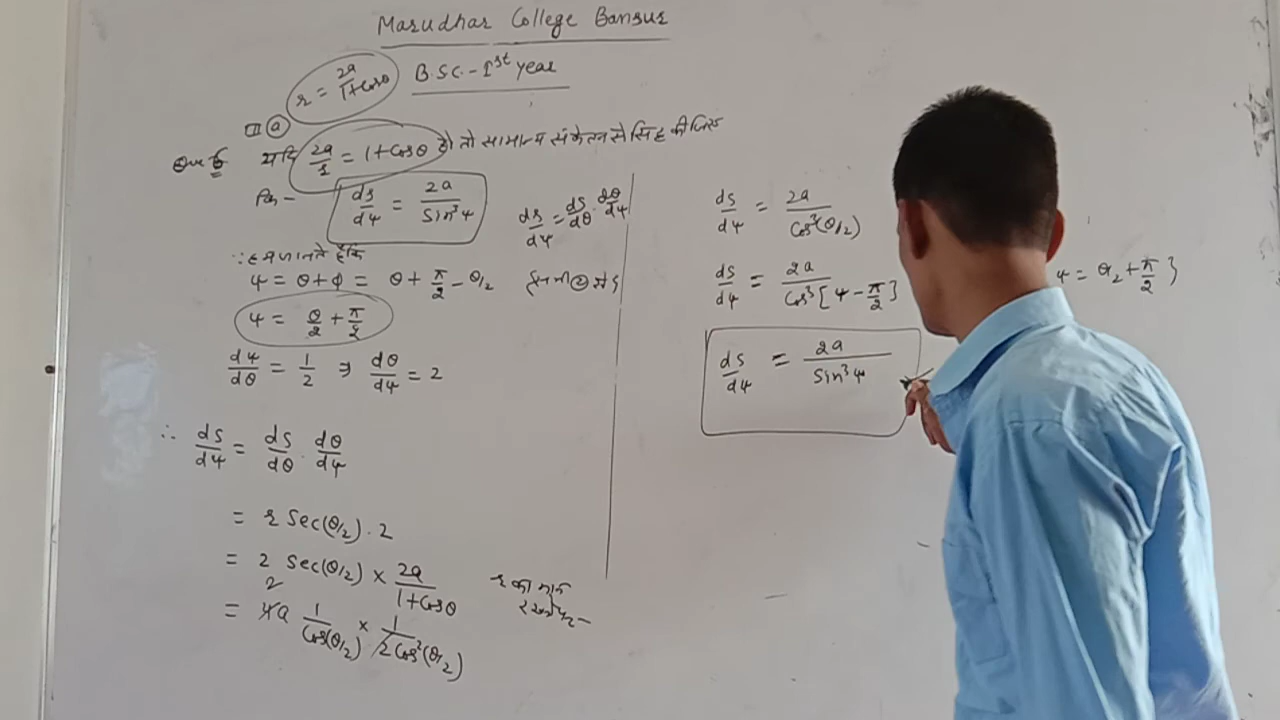 Marudhar College Bansur
B.SC.-Ist year
r = 2a/1+Cosθ
II (a)
यदि 2a/r = 1+Cosθ हो तो सामान्य संकेतन से सिद्ध कीजिए
कि- ds/dψ = 2a/Sin³ψ
ds/dψ = ds/dθ · dθ/dψ
∵ हम जानते है कि
ψ = θ+ϕ = θ + π/2 - θ/2
ψ = θ/2 + π/2
dψ/dθ = 1/2 ⇒ dθ/dψ = 2
∴ ds/dψ = ds/dθ · dθ/dψ
= r Sec(θ/2) · 2
= 2 Sec(θ/2) × 2a/1+Cosθ
r का मान रखने पर-
= 4a 1/Cos(θ/2) × 1/2Cos²(θ/2)
2
ds/dψ = 2a/Cos³(θ/2)
ds/dψ = 2a/Cos³[ψ - π/2]
ψ = θ/2 + π/2 }
ds/dψ = 2a/Sin³ψ